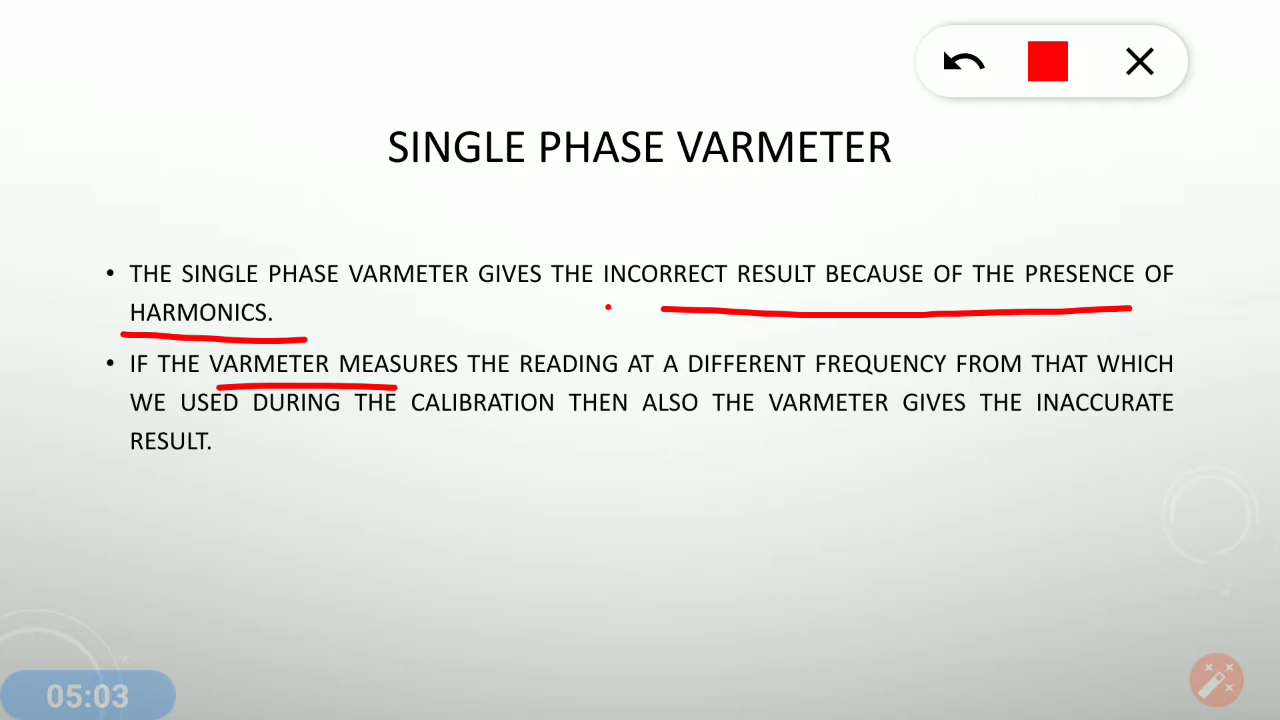 SINGLE PHASE VARMETER
• THE SINGLE PHASE VARMETER GIVES THE INCORRECT RESULT BECAUSE OF THE PRESENCE OF
HARMONICS.
• IF THE VARMETER MEASURES THE READING AT A DIFFERENT FREQUENCY FROM THAT WHICH
WE USED DURING THE CALIBRATION THEN ALSO THE VARMETER GIVES THE INACCURATE
RESULT.
05:03